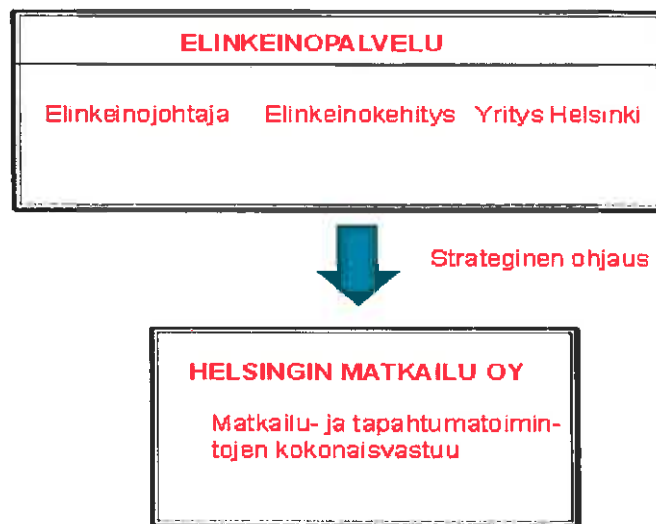 ELINKEINOPALVELU
Elinkeinojohtaja Elinkeinokehitys Yritys Helsinki
Strateginen ohjaus
HELSINGIN MATKAILU OY
Matkailu- ja tapahtumatoimin-
tojen kokonaisvastuu